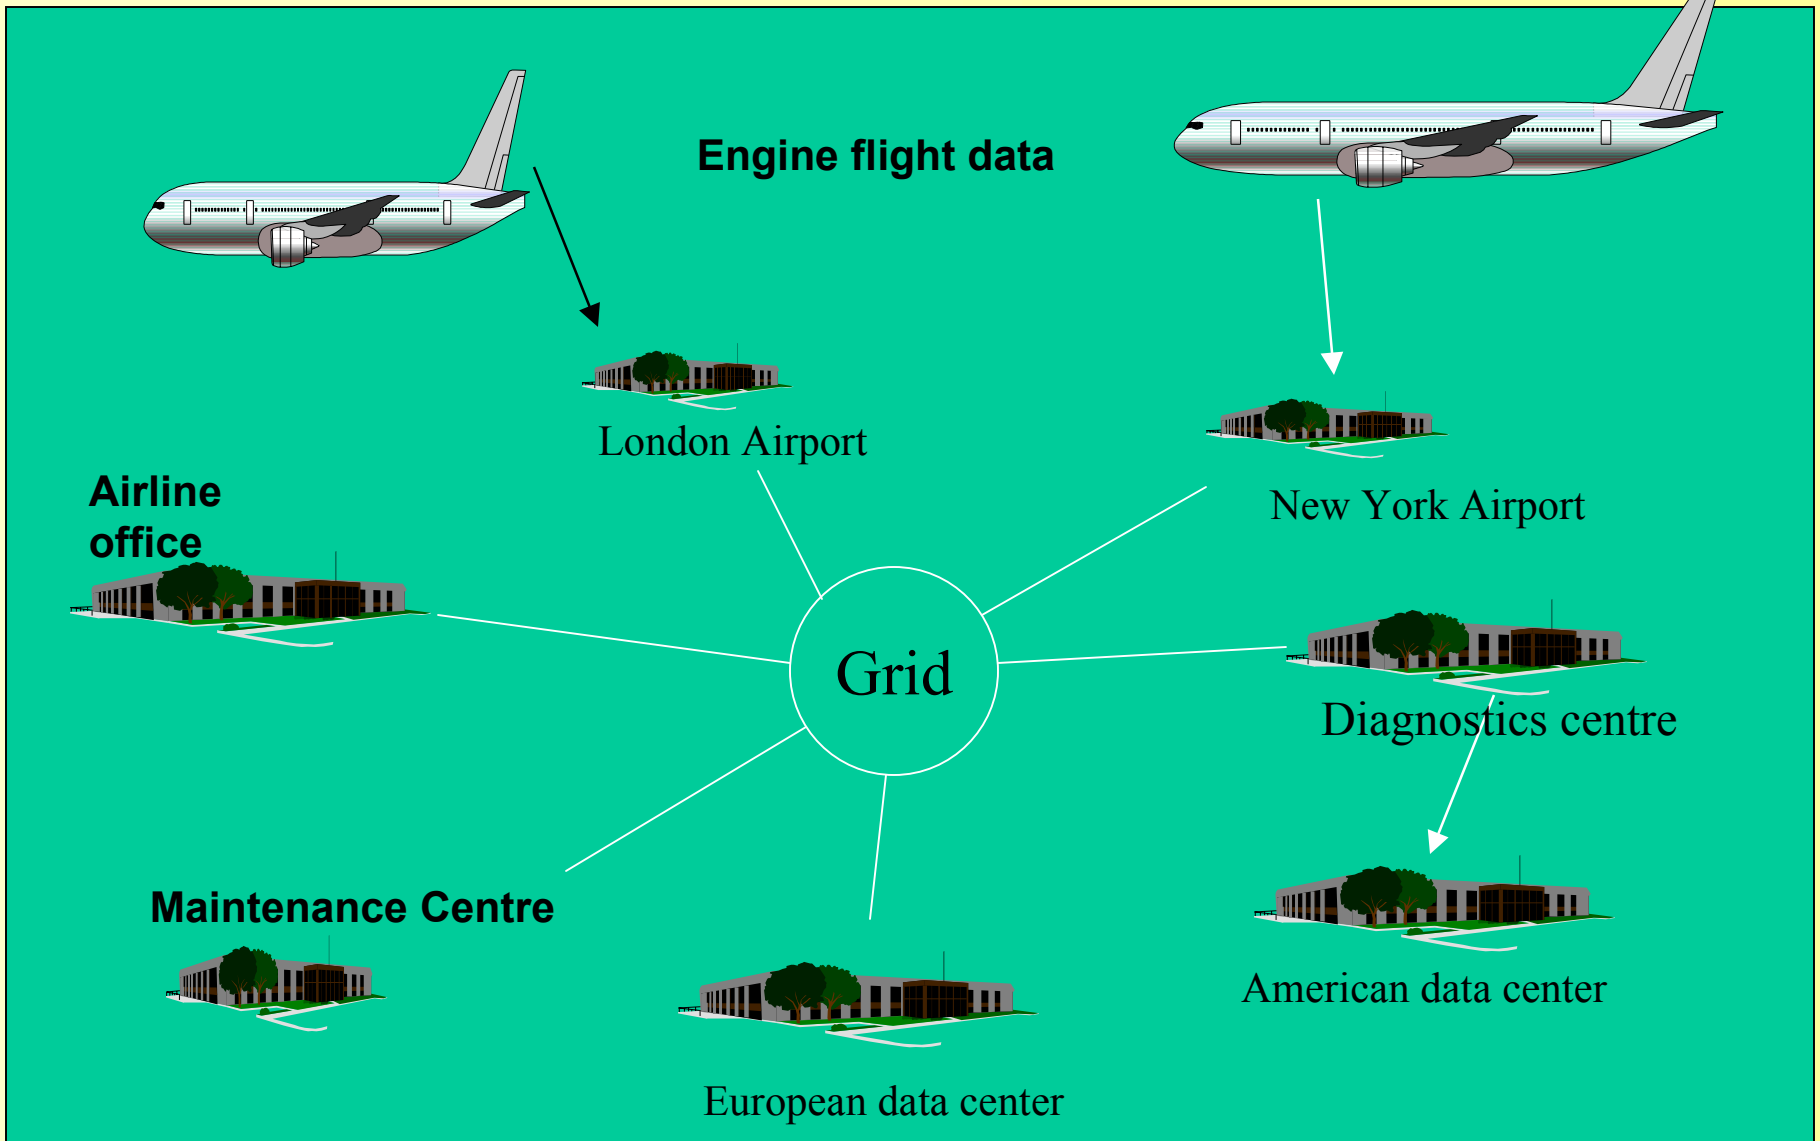 Engine flight data
London Airport
Airline
office
New York Airport
Grid
Diagnostics centre
Maintenance Centre
American data center
European data center